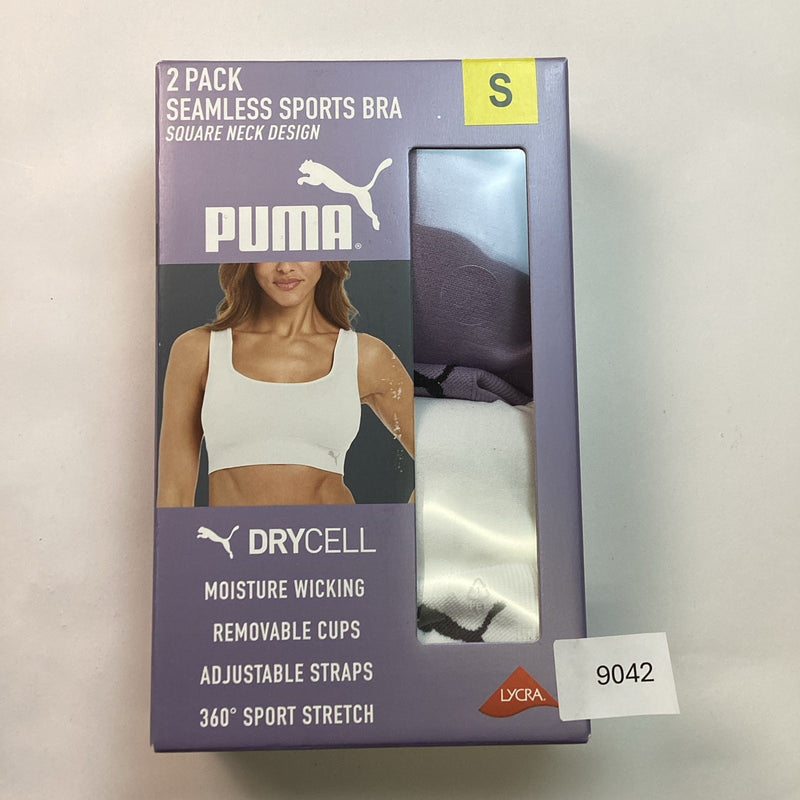 2 PACK
SEAMLESS SPORTS BRA
SQUARE NECK DESIGN
S
PUMA®
DRYCELL
MOISTURE WICKING
REMOVABLE CUPS
ADJUSTABLE STRAPS
360° SPORT STRETCH
LYCRA.
9042